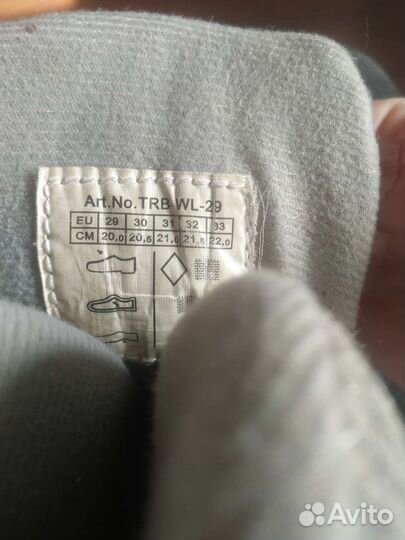 Art.No.TRB-WL-29
EU 29 30 31 32 33
CM 20,0 20,5 21,0 21,5 22,0
Avito